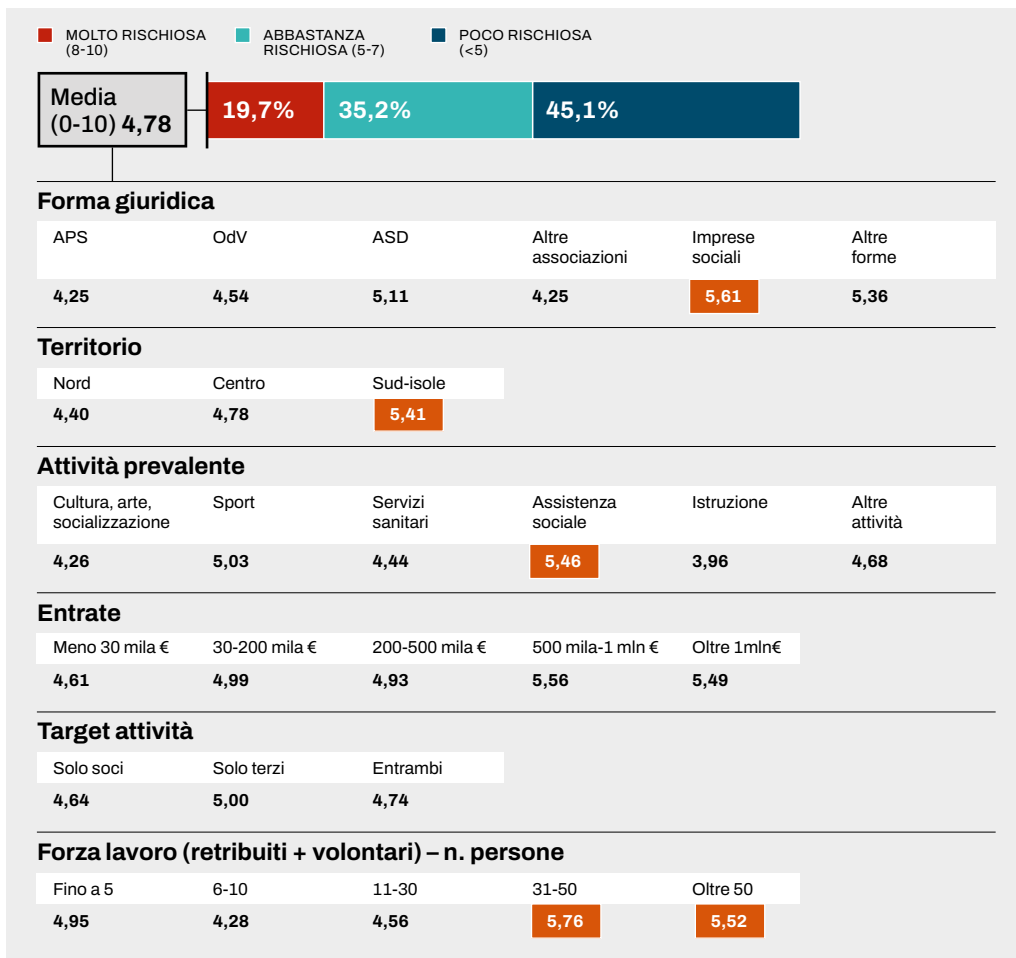 MOLTO RISCHIOSA
(8-10)
ABBASTANZA
RISCHIOSA (5-7)
POCO RISCHIOSA
(<5)
Media
(0-10) 4,78
19,7% 35,2% 45,1%
Forma giuridica
APS OdV ASD Altre associazioni Imprese sociali Altre forme
4,25 4,54 5,11 4,25 5,61 5,36
Territorio
Nord Centro Sud-isole
4,40 4,78 5,41
Attività prevalente
Cultura, arte, socializzazione Sport Servizi sanitari Assistenza sociale Istruzione Altre attività
4,26 5,03 4,44 5,46 3,96 4,68
Entrate
Meno 30 mila € 30-200 mila € 200-500 mila € 500 mila-1 mln € Oltre 1mln€
4,61 4,99 4,93 5,56 5,49
Target attività
Solo soci Solo terzi Entrambi
4,64 5,00 4,74
Forza lavoro (retribuiti + volontari) – n. persone
Fino a 5 6-10 11-30 31-50 Oltre 50
4,95 4,28 4,56 5,76 5,52